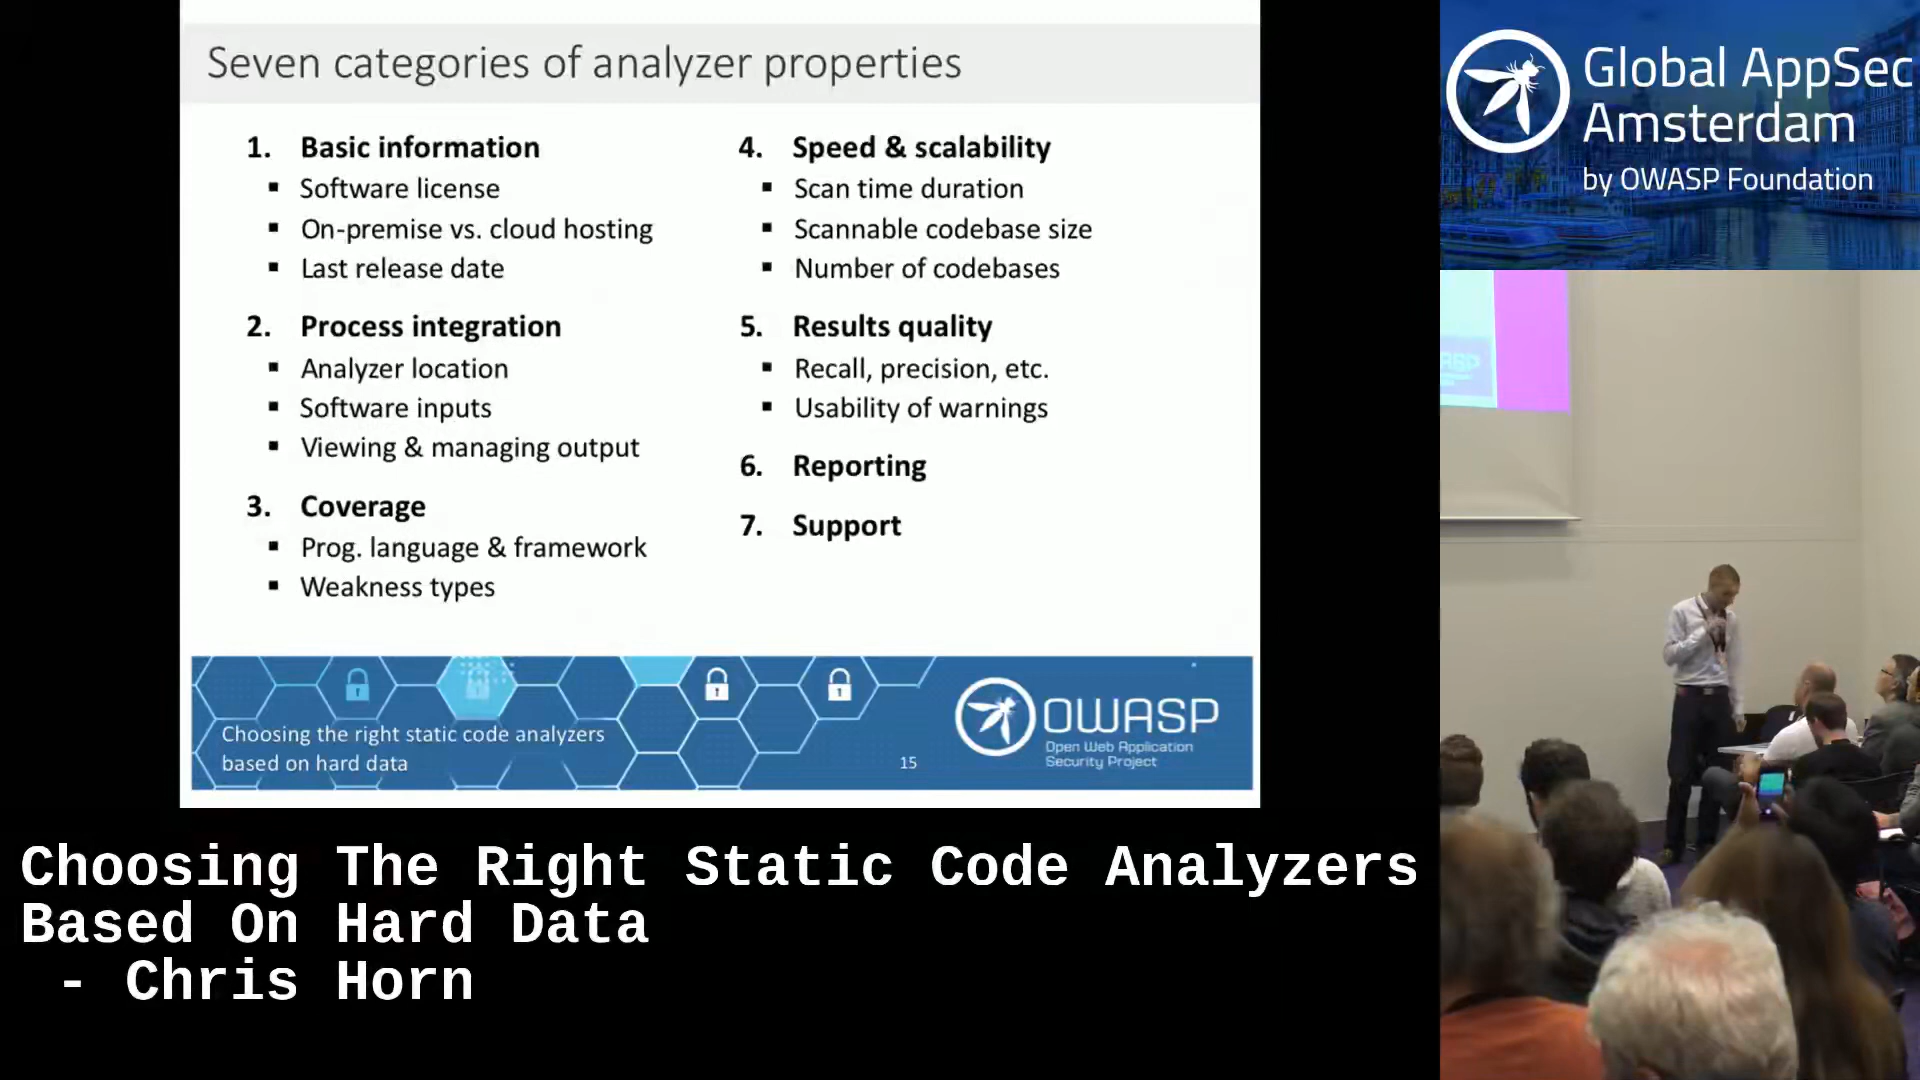 Seven categories of analyzer properties
1. Basic information
▪ Software license
▪ On-premise vs. cloud hosting
▪ Last release date
2. Process integration
▪ Analyzer location
▪ Software inputs
▪ Viewing & managing output
3. Coverage
▪ Prog. language & framework
▪ Weakness types
4. Speed & scalability
▪ Scan time duration
▪ Scannable codebase size
▪ Number of codebases
5. Results quality
▪ Recall, precision, etc.
▪ Usability of warnings
6. Reporting
7. Support
Choosing the right static code analyzers
based on hard data
15
OWASP
Open Web Application
Security Project
Global AppSec
Amsterdam
by OWASP Foundation
Choosing The Right Static Code Analyzers
Based On Hard Data
- Chris Horn